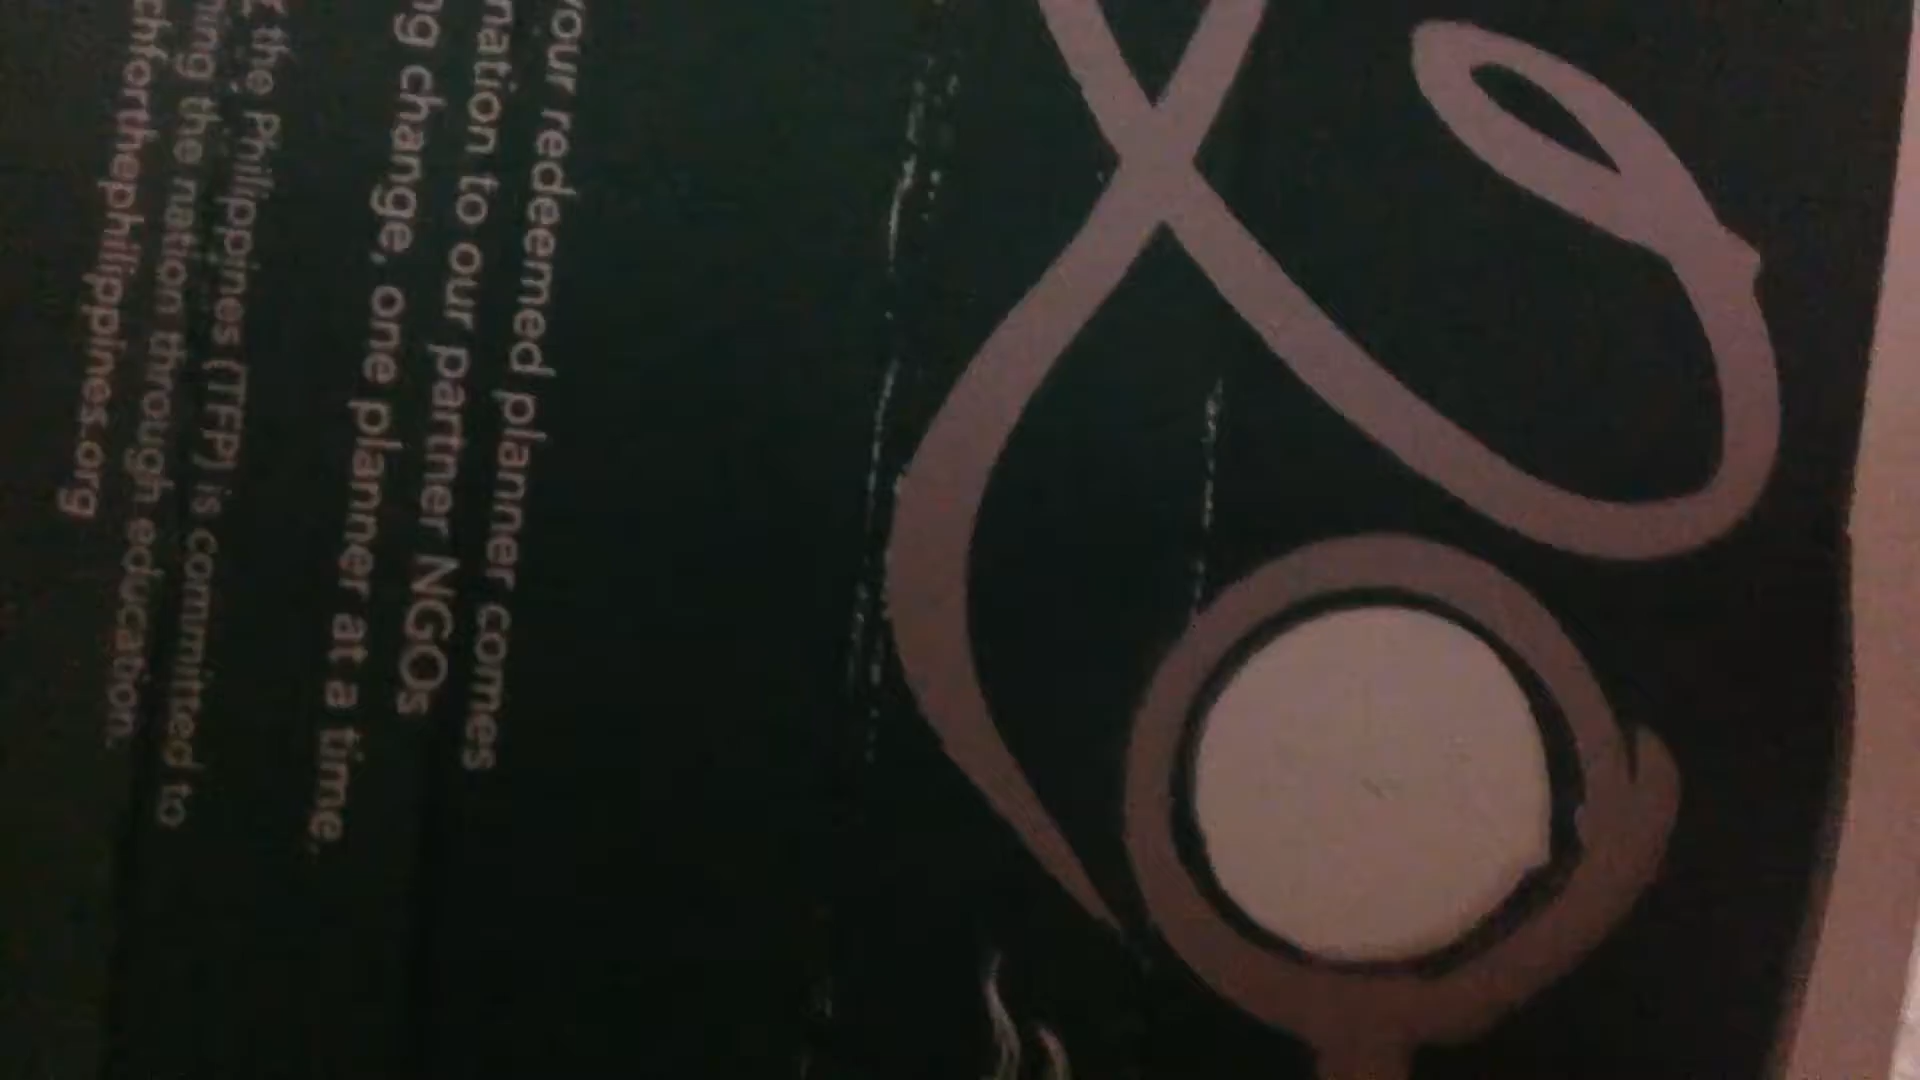 your redeemed planner comes
nation to our partner NGOs
ng change, one planner at a time.
the Philippines (TFP) is committed to
ing the nation through education.
chforthephilippines.org